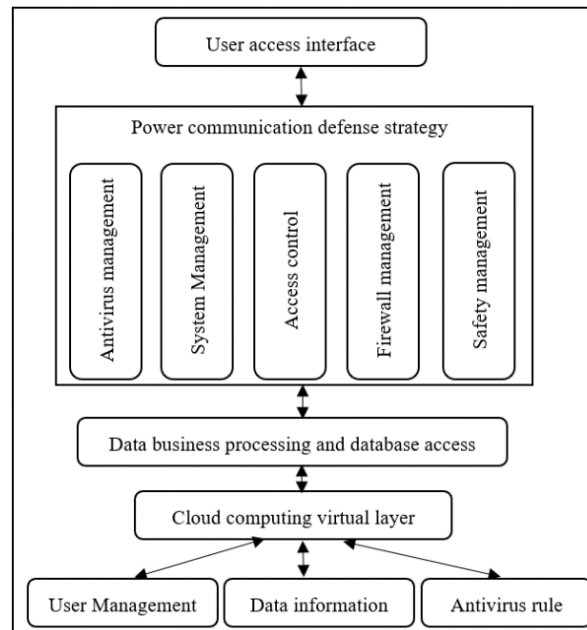 User access interface
Power communication defense strategy
Antivirus management
System Management
Access control
Firewall management
Safety management
Data business processing and database access
Cloud computing virtual layer
User Management
Data information
Antivirus rule